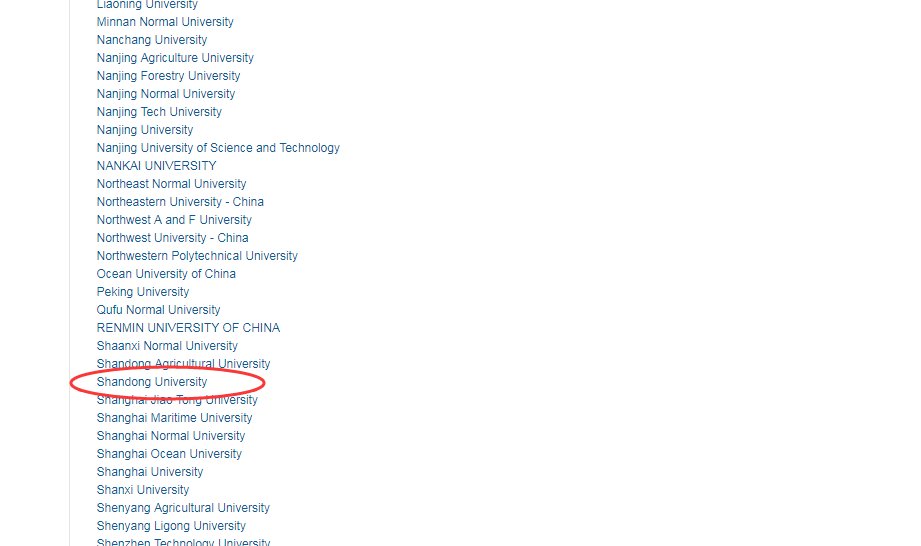 Liaoning University
Minnan Normal University
Nanchang University
Nanjing Agriculture University
Nanjing Forestry University
Nanjing Normal University
Nanjing Tech University
Nanjing University
Nanjing University of Science and Technology
NANKAI UNIVERSITY
Northeast Normal University
Northeastern University - China
Northwest A and F University
Northwest University - China
Northwestern Polytechnical University
Ocean University of China
Peking University
Qufu Normal University
RENMIN UNIVERSITY OF CHINA
Shaanxi Normal University
Shandong Agricultural University
Shandong University
Shanghai Jiao Tong University
Shanghai Maritime University
Shanghai Normal University
Shanghai Ocean University
Shanghai University
Shanxi University
Shenyang Agricultural University
Shenyang Ligong University
Shenzhen Technology University